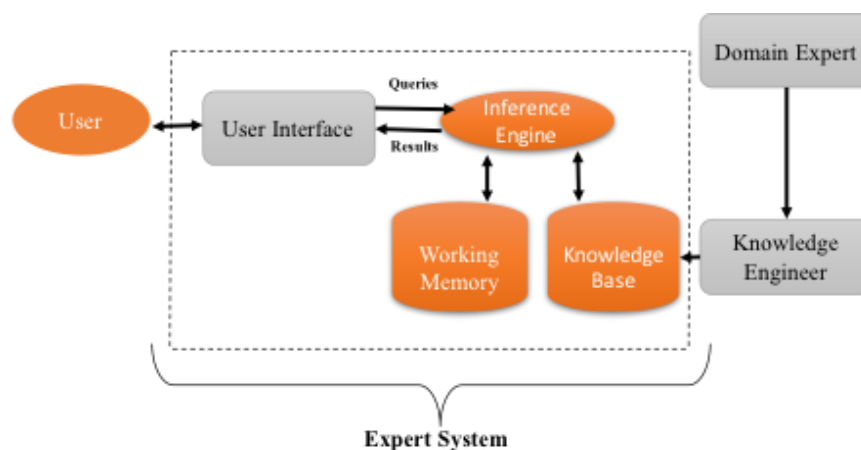 Domain Expert
Queries
User
User Interface
Inference
Engine
Results
Working
Memory
Knowledge
Base
Knowledge
Engineer
Expert System